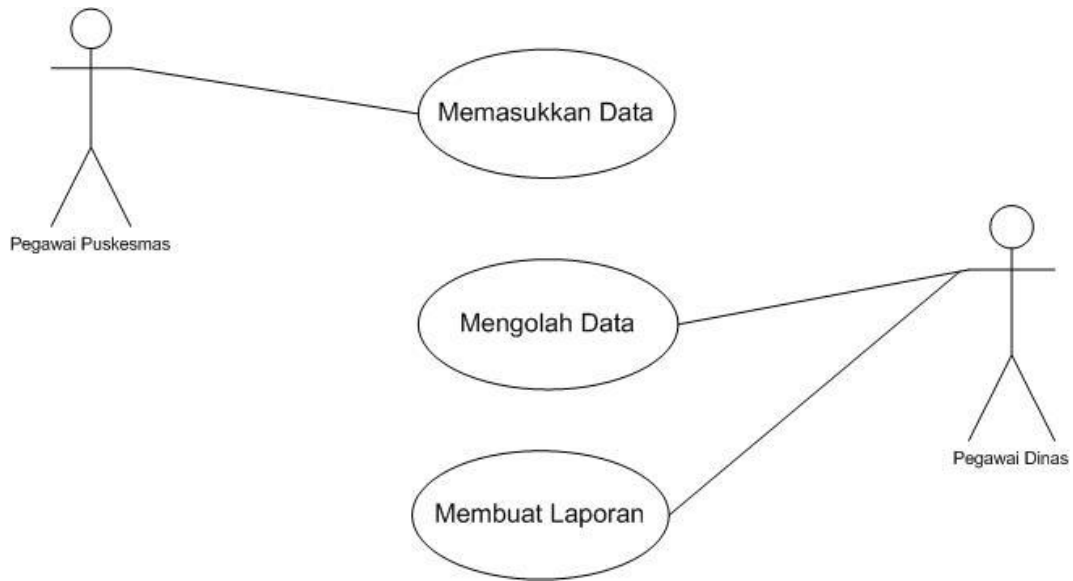 Memasukkan Data
Pegawai Puskesmas
Mengolah Data
Pegawai Dinas
Membuat Laporan